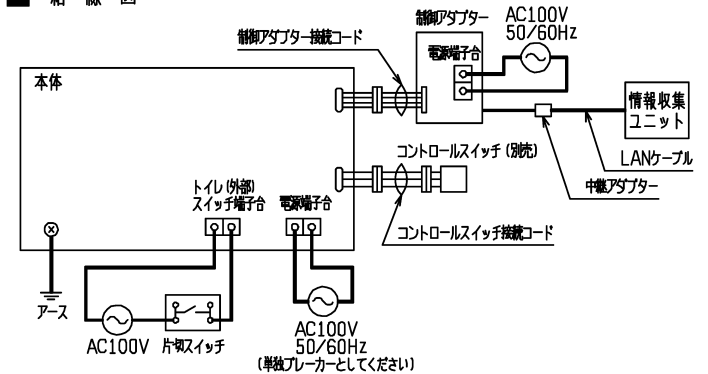 結線図
制御アダプター
AC100V
50/60Hz
制御アダプター接続コード
電源端子台
本体
情報収集
ユニット
コントロールスイッチ(別売)
LANケーブル
中継アダプター
トイレ(外部)
スイッチ端子台
電源端子台
コントロールスイッチ接続コード
アース
AC100V
片切スイッチ
AC100V
50/60Hz
(単独ブレーカーとしてください)